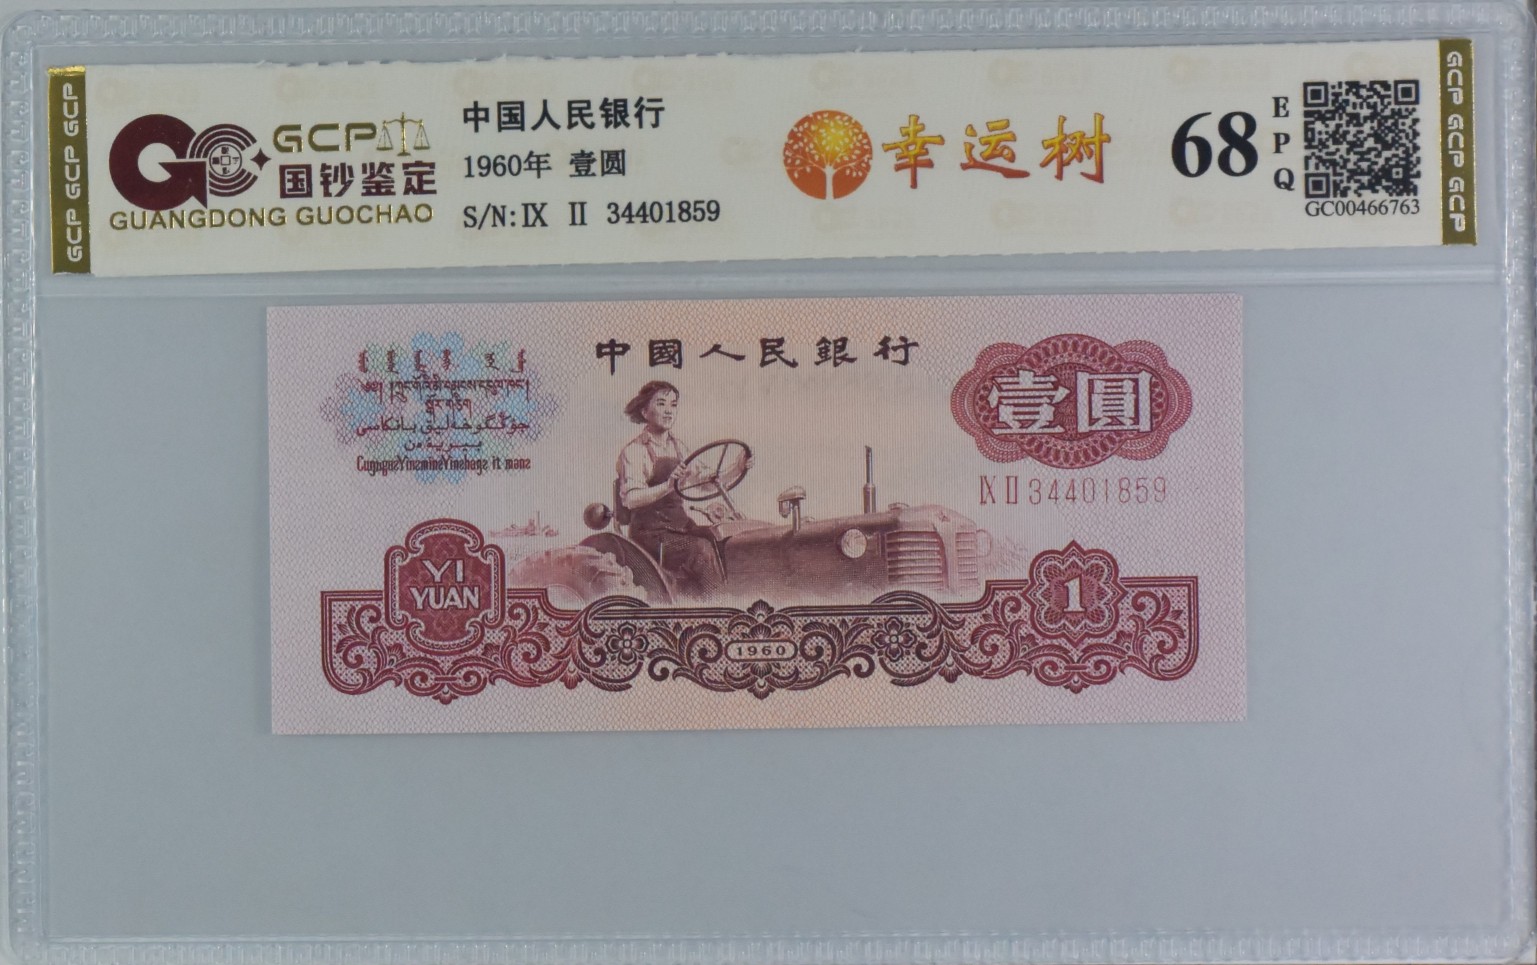 GCP GCP GCP
GCP
国钞鉴定
GUANGDONG GUOCHAO
中国人民银行
1960年 壹圆
S/N:Ⅸ Ⅱ 34401859
幸运树
68
E
P
Q
GC00466763
GCP GCP GCP
中國人民銀行
壹圓
Ⅸ Ⅱ 34401859
YI
YUAN
1
1960